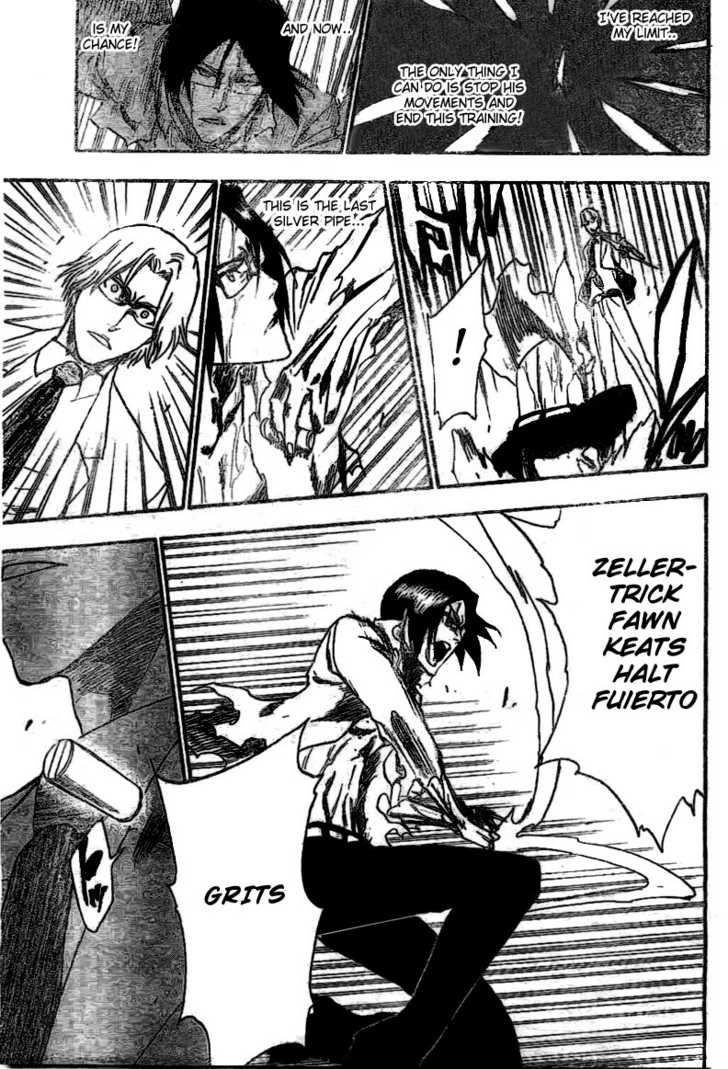 I'VE REACHED
MY LIMIT..
THE ONLY THING I
CAN DO IS STOP HIS
MOVEMENTS AND
END THIS TRAINING!
AND NOW..
IS MY
CHANCE!
!
THIS IS THE LAST
SILVER PIPE...
ZELLER-
TRICK
FAWN
KEATS
HALT
FUIERTO
GRITS